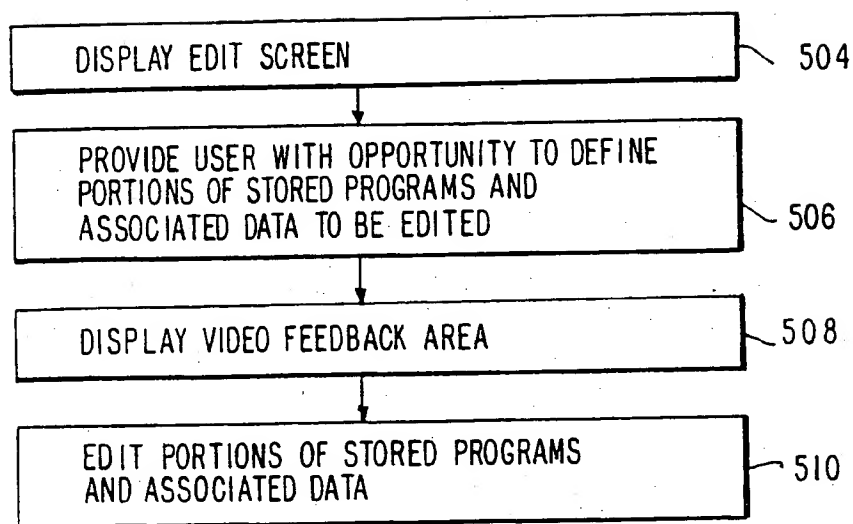 DISPLAY EDIT SCREEN
504
PROVIDE USER WITH OPPORTUNITY TO DEFINE
PORTIONS OF STORED PROGRAMS AND
ASSOCIATED DATA TO BE EDITED
506
DISPLAY VIDEO FEEDBACK AREA
508
EDIT PORTIONS OF STORED PROGRAMS
AND ASSOCIATED DATA
510